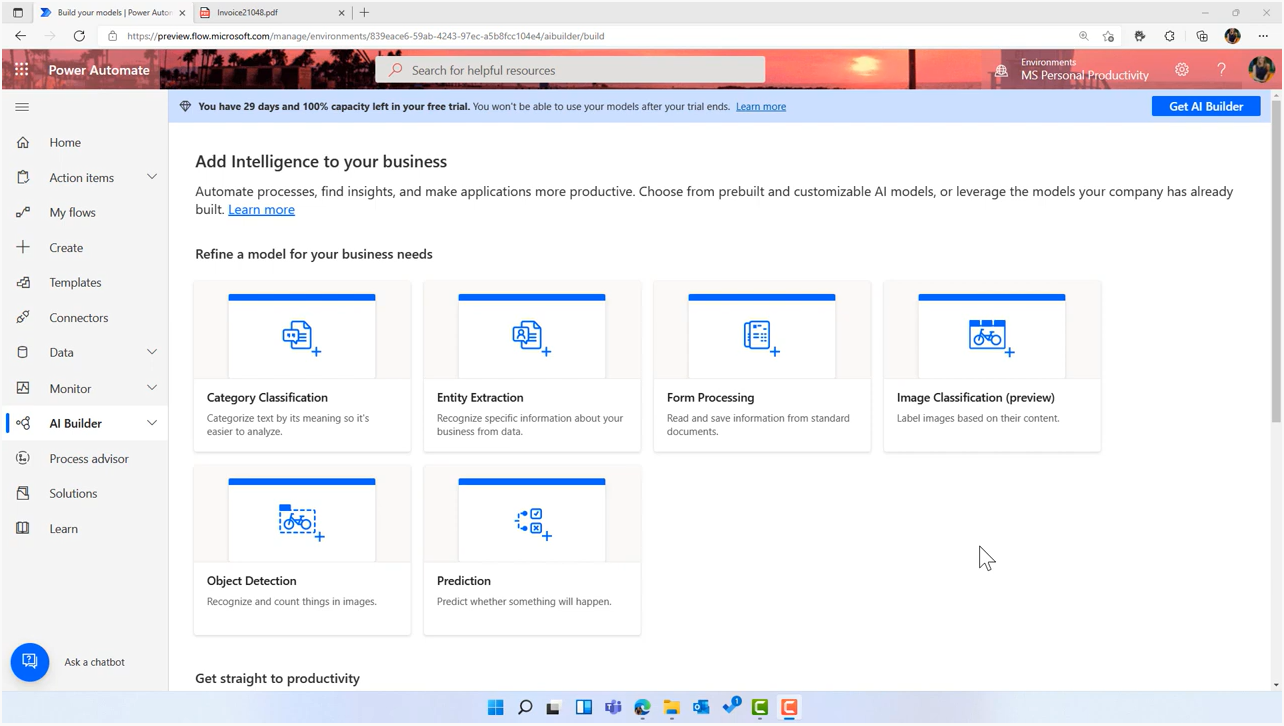 Build your models | Power Autom
Invoice21048.pdf
https://preview.flow.microsoft.com/manage/environments/839eace6-59ab-4243-97ec-a5b8fcc104e4/aibuilder/build
Power Automate
Search for helpful resources
Environments
MS Personal Productivity
You have 29 days and 100% capacity left in your free trial. You won't be able to use your models after your trial ends. Learn more
Get AI Builder
Home
Action items
My flows
Create
Templates
Connectors
Data
Monitor
AI Builder
Process advisor
Solutions
Learn
Ask a chatbot
Add Intelligence to your business
Automate processes, find insights, and make applications more productive. Choose from prebuilt and customizable AI models, or leverage the models your company has already
built. Learn more
Refine a model for your business needs
Category Classification
Categorize text by its meaning so it's
easier to analyze.
Entity Extraction
Recognize specific information about your
business from data.
Form Processing
Read and save information from standard
documents.
Image Classification (preview)
Label images based on their content.
Object Detection
Recognize and count things in images.
Prediction
Predict whether something will happen.
Get straight to productivity
1